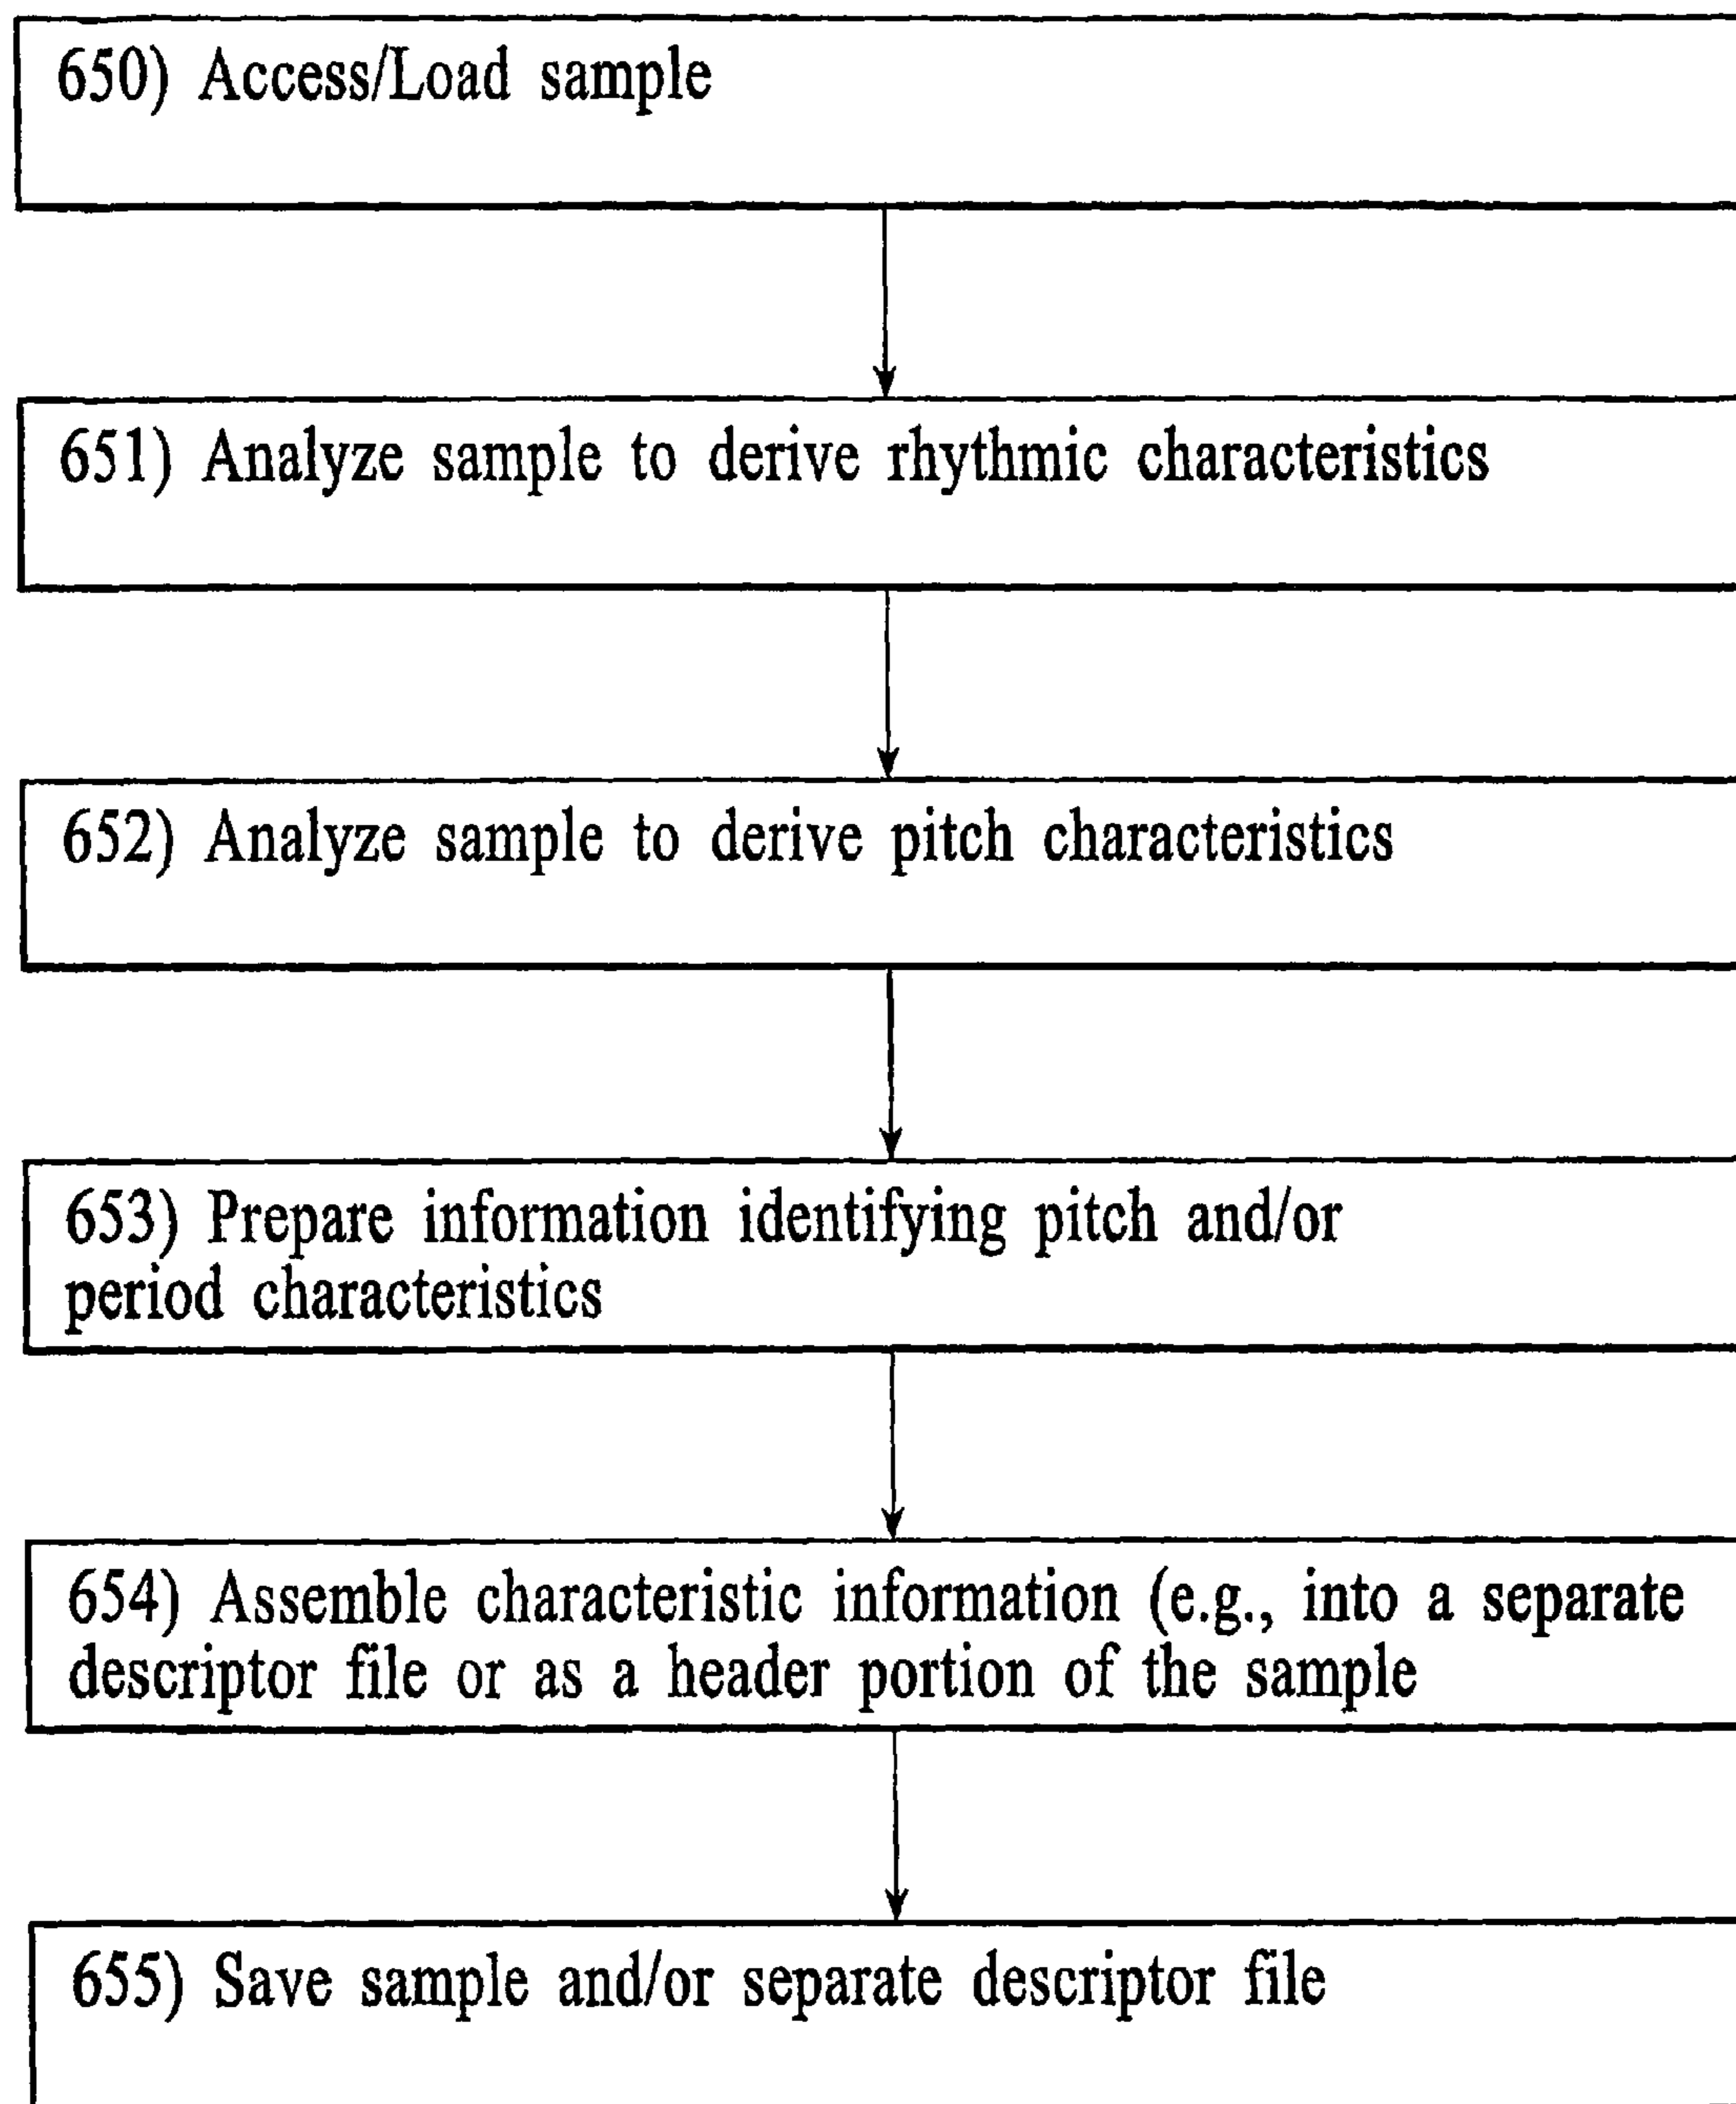 650) Access/Load sample
651) Analyze sample to derive rhythmic characteristics
652) Analyze sample to derive pitch characteristics
653) Prepare information identifying pitch and/or
period characteristics
654) Assemble characteristic information (e.g., into a separate
descriptor file or as a header portion of the sample
655) Save sample and/or separate descriptor file